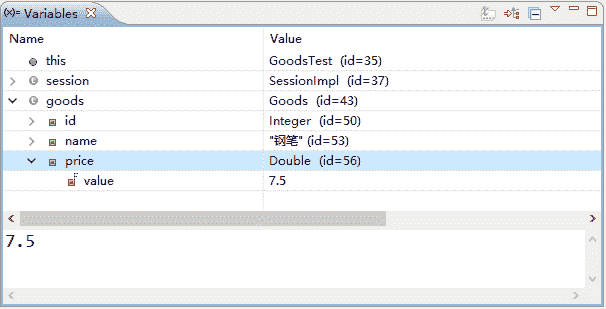 (x)= Variables
Name Value
this GoodsTest (id=35)
session SessionImpl (id=37)
goods Goods (id=43)
id Integer (id=50)
name "钢笔" (id=53)
price Double (id=56)
value 7.5
7.5